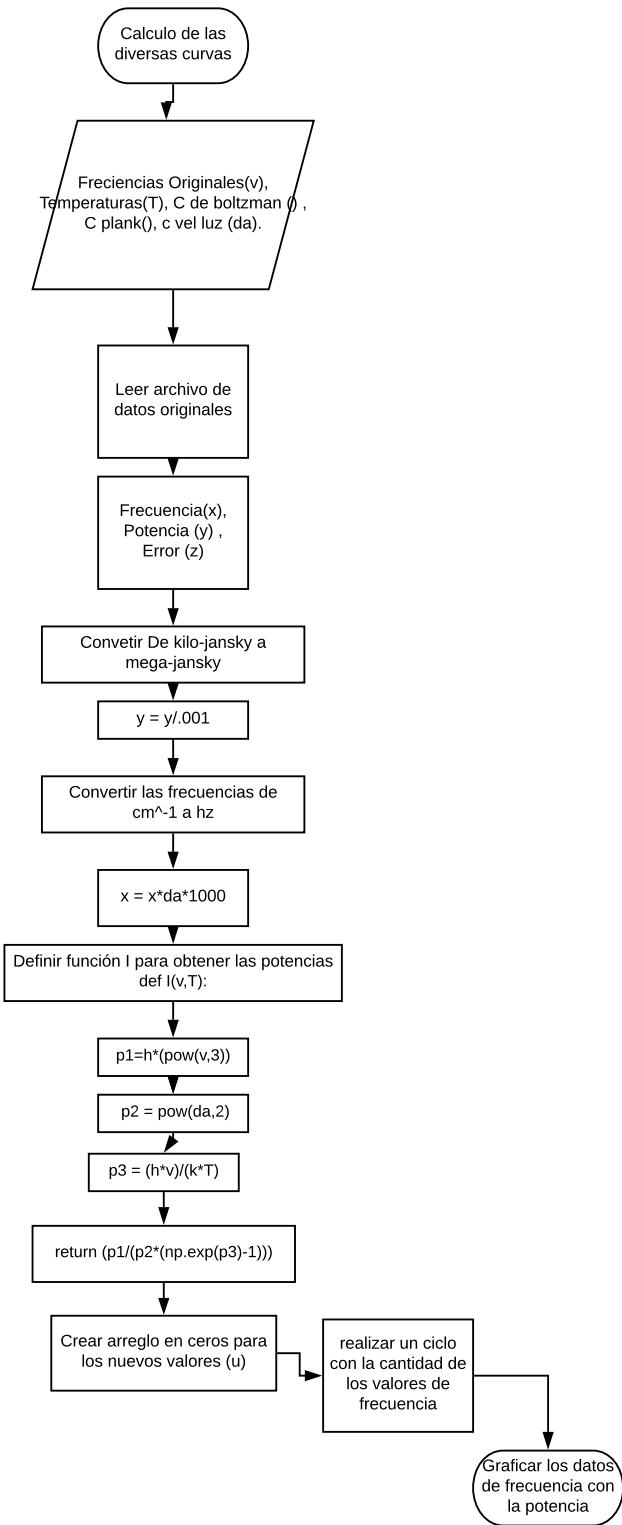 Calculo de las
diversas curvas
Freciencias Originales(v),
Temperaturas(T), C de boltzman () ,
C plank(), c vel luz (da).
Leer archivo de
datos originales
Frecuencia(x),
Potencia (y) ,
Error (z)
Convetir De kilo-jansky a
mega-jansky
y = y/.001
Convertir las frecuencias de
cm^-1 a hz
x = x*da*1000
Definir función I para obtener las potencias
def I(v,T):
p1=h*(pow(v,3))
p2 = pow(da,2)
p3 = (h*v)/(k*T)
return (p1/(p2*(np.exp(p3)-1)))
Crear arreglo en ceros para
los nuevos valores (u)
realizar un ciclo
con la cantidad de
los valores de
frecuencia
Graficar los datos
de frecuencia con
la potencia